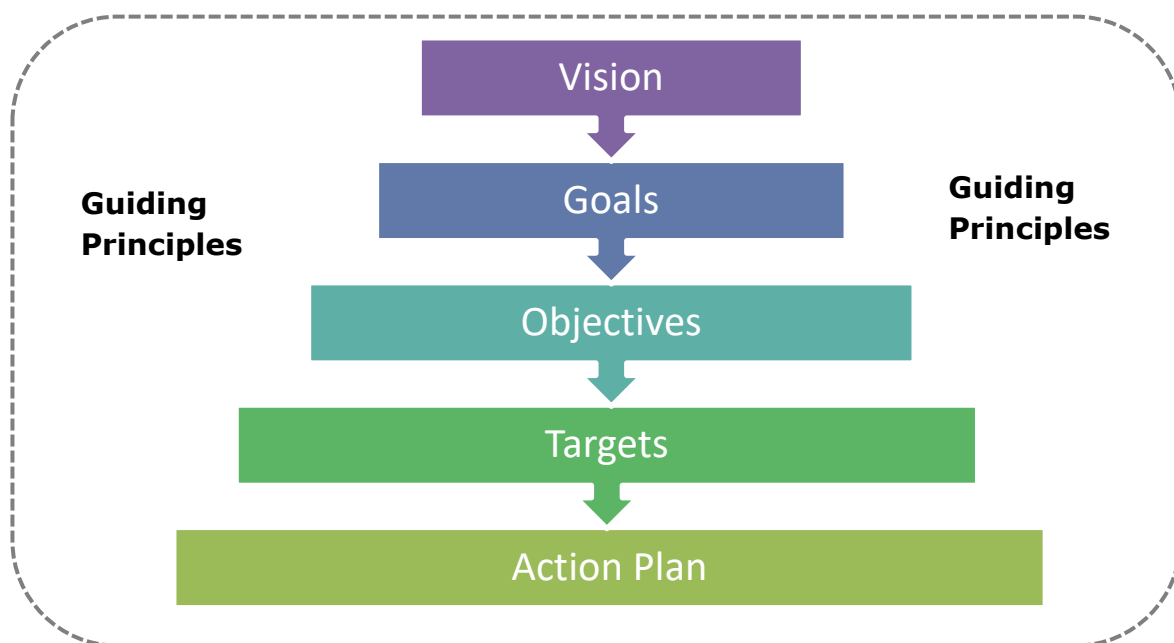 Vision
Guiding
Principles
Goals
Guiding
Principles
Objectives
Targets
Action Plan